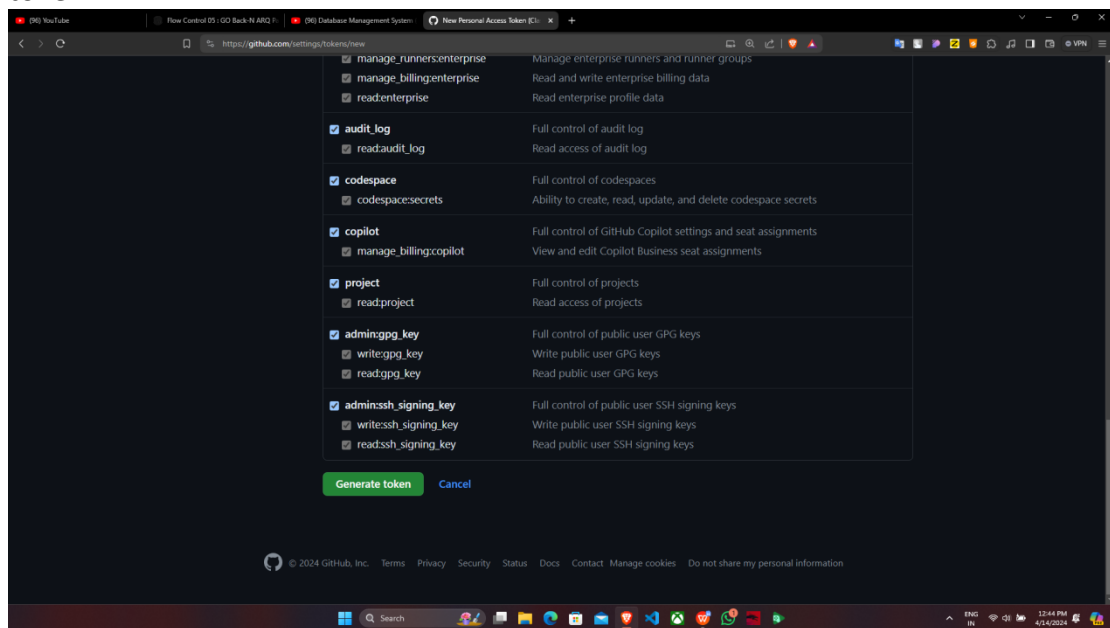 (96) YouTube
Flow Control 05 : GO Back-N ARQ
(96) Database Management System
New Personal Access Token (Cla
https://github.com/settings/tokens/new
VPN
manage_runners:enterprise Manage enterprise runners and runner groups
manage_billing:enterprise Read and write enterprise billing data
read:enterprise Read enterprise profile data
audit_log Full control of audit log
read:audit_log Read access of audit log
codespace Full control of codespaces
codespace:secrets Ability to create, read, update, and delete codespace secrets
copilot Full control of GitHub Copilot settings and seat assignments
manage_billing:copilot View and edit Copilot Business seat assignments
project Full control of projects
read:project Read access of projects
admin:gpg_key Full control of public user GPG keys
write:gpg_key Write public user GPG keys
read:gpg_key Read public user GPG keys
admin:ssh_signing_key Full control of public user SSH signing keys
write:ssh_signing_key Write public user SSH signing keys
read:ssh_signing_key Read public user SSH signing keys
Generate token Cancel
© 2024 GitHub, Inc. Terms Privacy Security Status Docs Contact Manage cookies Do not share my personal information
Search
ENG
IN
12:44 PM
4/14/2024